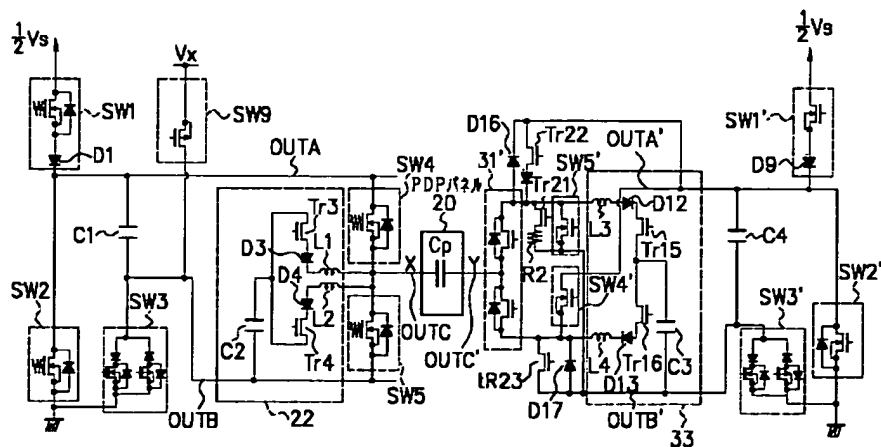 ½Vs
Vx
½Vs
SW1
SW9
SW1'
D1
D16
Tr22
OUTA'
OUTA
31'
SW5'
SW4
PDPパネル
20
Tr21
D9
Tr3
L1
D3
D4
L2
Tr4
C1
C2
Cp
X
Y
R2
L3
D12
Tr15
C4
SW4'
OUTC
OUTC'
SW2
SW3
SW5
tR23
D17
L4
D13
Tr16
C3
SW3'
SW2'
OUTB
22
OUTB'
33